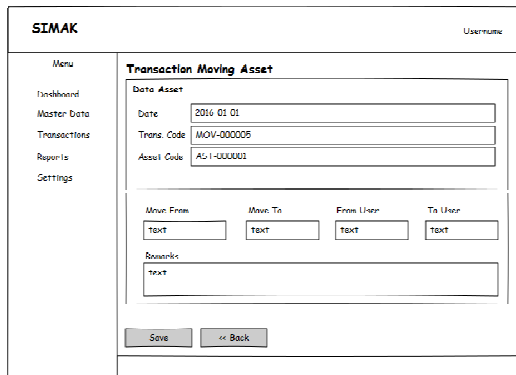 SIMAK
Username
Menu
Dashboard
Master Data
Transactions
Reports
Settings
Transaction Moving Asset
Data Asset
Date 2016-01-01
Trans. Code MOV-000005
Asset Code AST-000001
Move From Move To From User To User
text text text text
Remarks
text
Save << Back